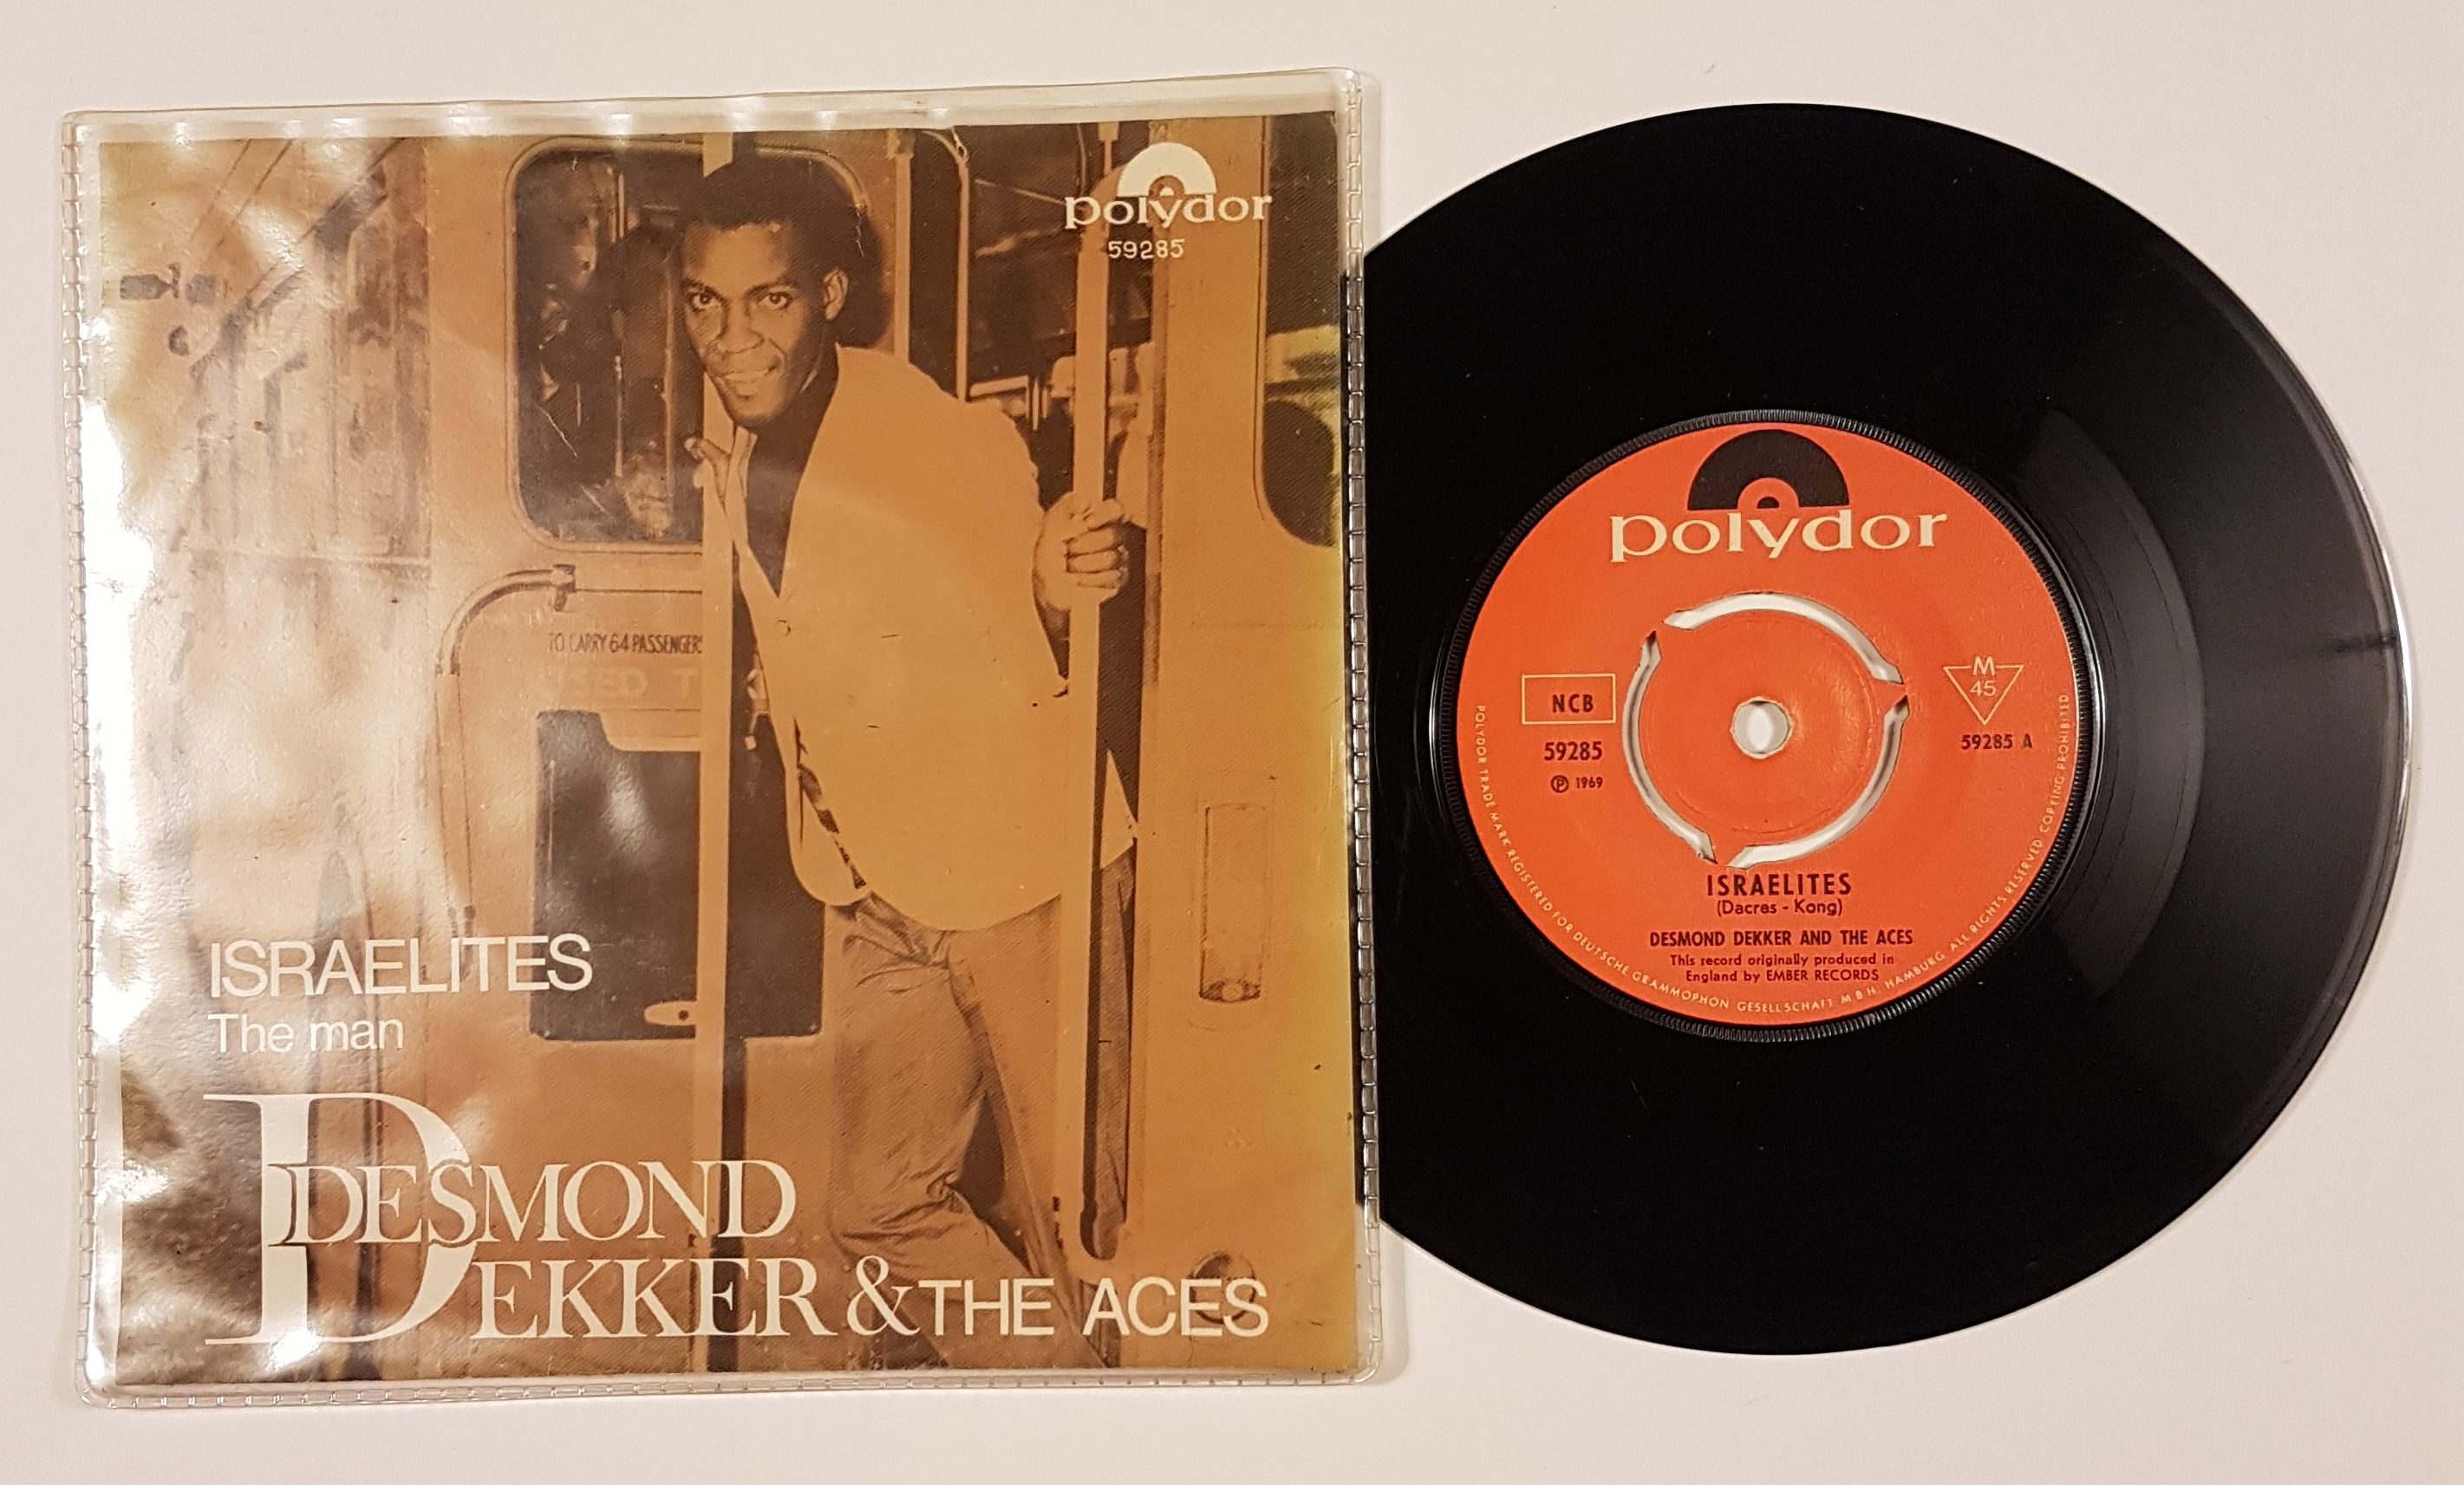 polydor
59285
TO CARRY 64 PASSENGERS
ISRAELITES
The man
DESMOND
DEKKER & THE ACES
polydor
NCB
59285
Ⓟ 1969
M
45
59285 A
ISRAELITES
(Dacres - Kong)
DESMOND DEKKER AND THE ACES
This record originally produced in
England by EMBER RECORDS
POLYDOR TRADE MARK REGISTERED FOR DEUTSCHE GRAMMOPHON GESELLSCHAFT M B H. HAMBURG. ALL RIGHTS RESERVED COPYING PROHIBITED